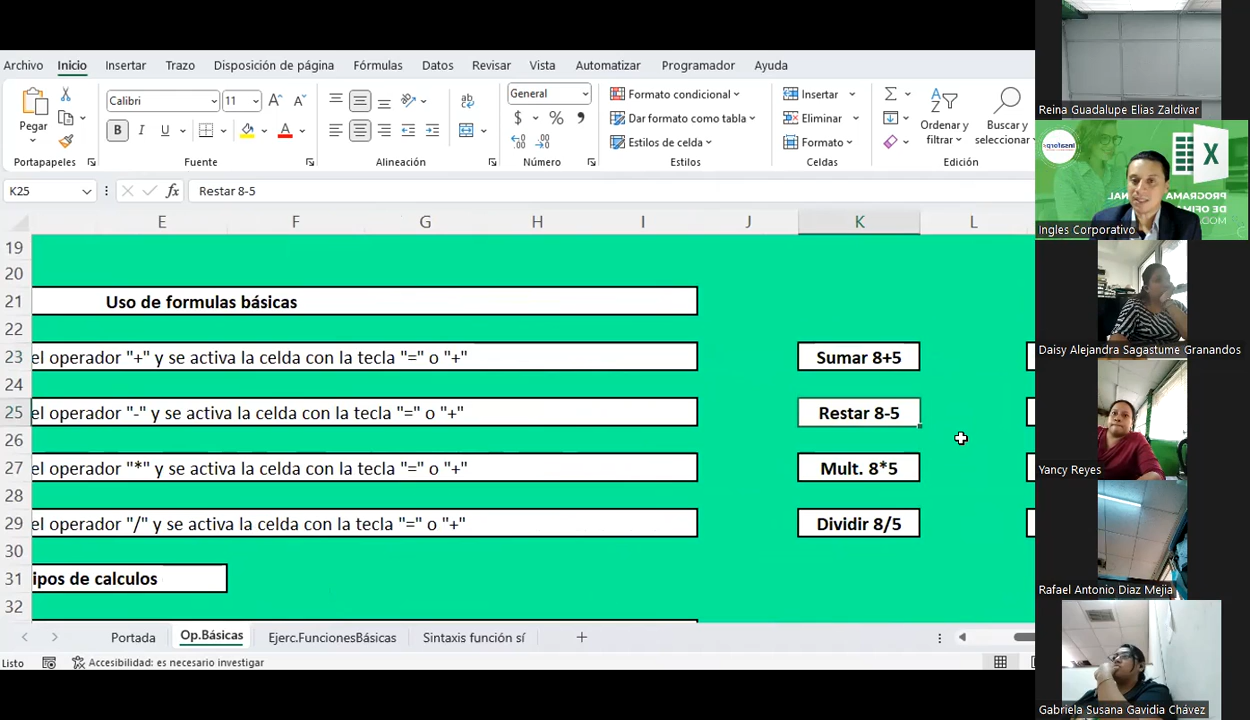 Archivo Inicio Insertar Trazo Disposición de página Fórmulas Datos Revisar Vista Automatizar Programador Ayuda
Pegar
Calibri 11
N I S
General
$ % 000
Formato condicional
Dar formato como tabla
Estilos de celda
Insertar
Eliminar
Formato
Ordenar y filtrar
Buscar y seleccionar
Portapapeles Fuente Alineación Número Estilos Celdas Edición
K25 fx Restar 8-5
E F G H I J K L
19
20
21 Uso de formulas básicas
22
23 el operador "+" y se activa la celda con la tecla "=" o "+" Sumar 8+5
24
25 el operador "-" y se activa la celda con la tecla "=" o "+" Restar 8-5
26
27 el operador "*" y se activa la celda con la tecla "=" o "+" Mult. 8*5
28
29 el operador "/" y se activa la celda con la tecla "=" o "+" Dividir 8/5
30
31 ipos de calculos
32
Portada Op.Básicas Ejerc.FuncionesBásicas Sintaxis función sí
Listo Accesibilidad: es necesario investigar
Reina Guadalupe Elias Zaldivar
insaforp
X
PROGRAMA
DE OFIMA
Ingles Corporativo
Daisy Alejandra Sagastume Granandos
Yancy Reyes
Rafael Antonio Diaz Mejia
Gabriela Susana Gavidia Chávez